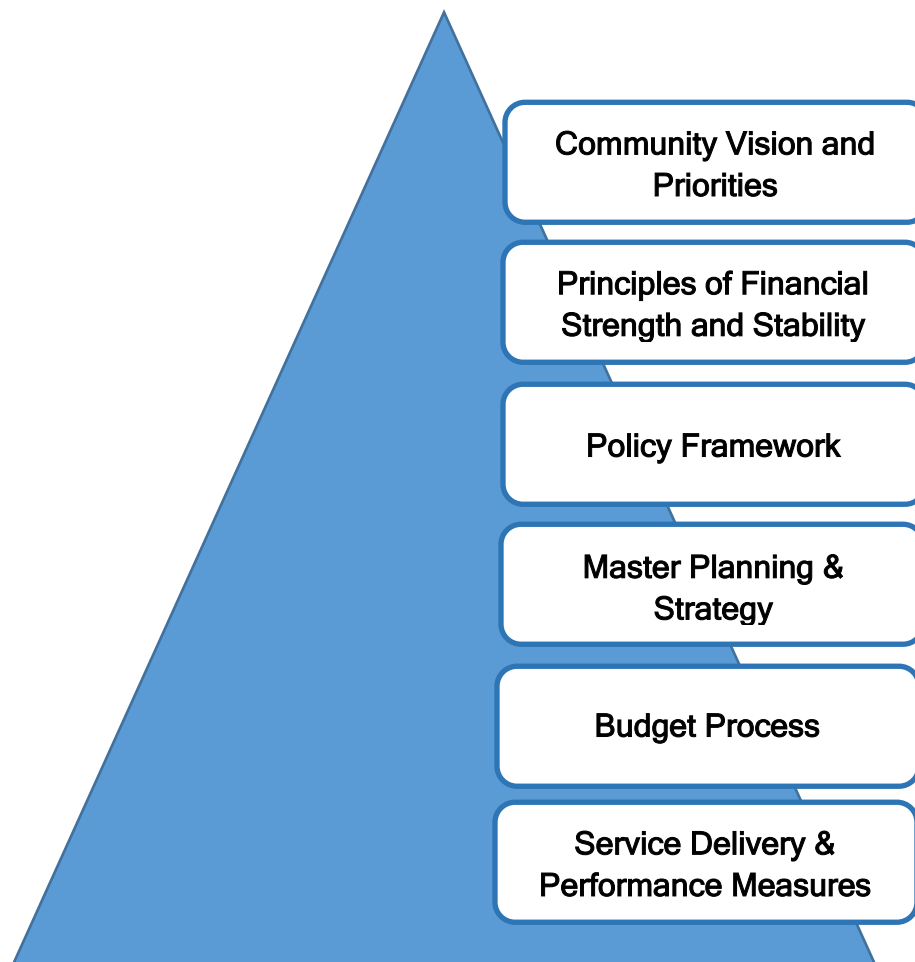 Community Vision and
Priorities
Principles of Financial
Strength and Stability
Policy Framework
Master Planning &
Strategy
Budget Process
Service Delivery &
Performance Measures